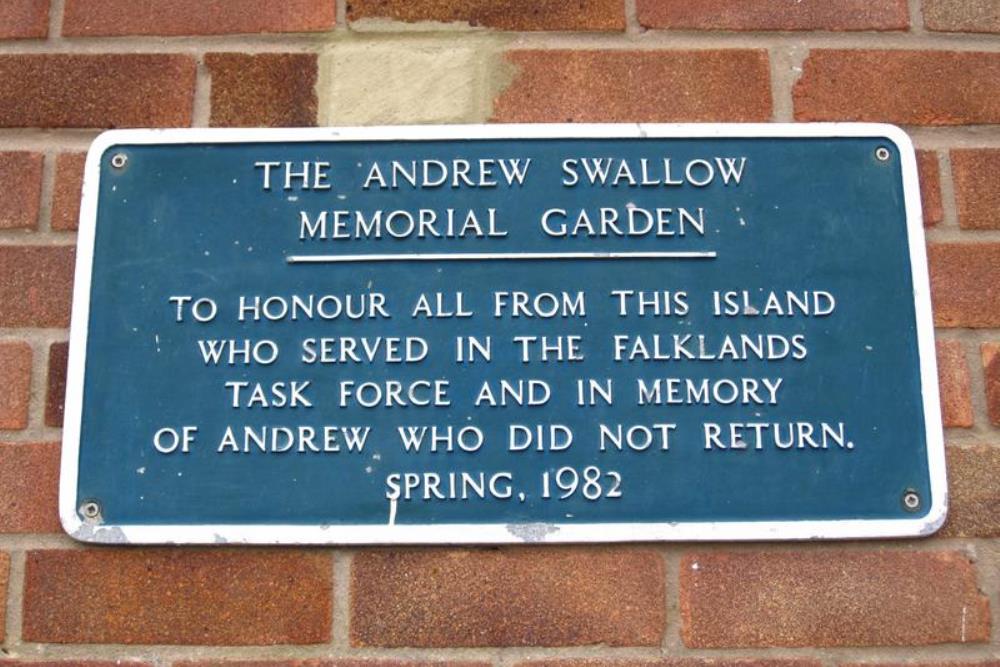 THE ANDREW SWALLOW
MEMORIAL GARDEN
TO HONOUR ALL FROM THIS ISLAND
WHO SERVED IN THE FALKLANDS
TASK FORCE AND IN MEMORY
OF ANDREW WHO DID NOT RETURN.
SPRING, 1982